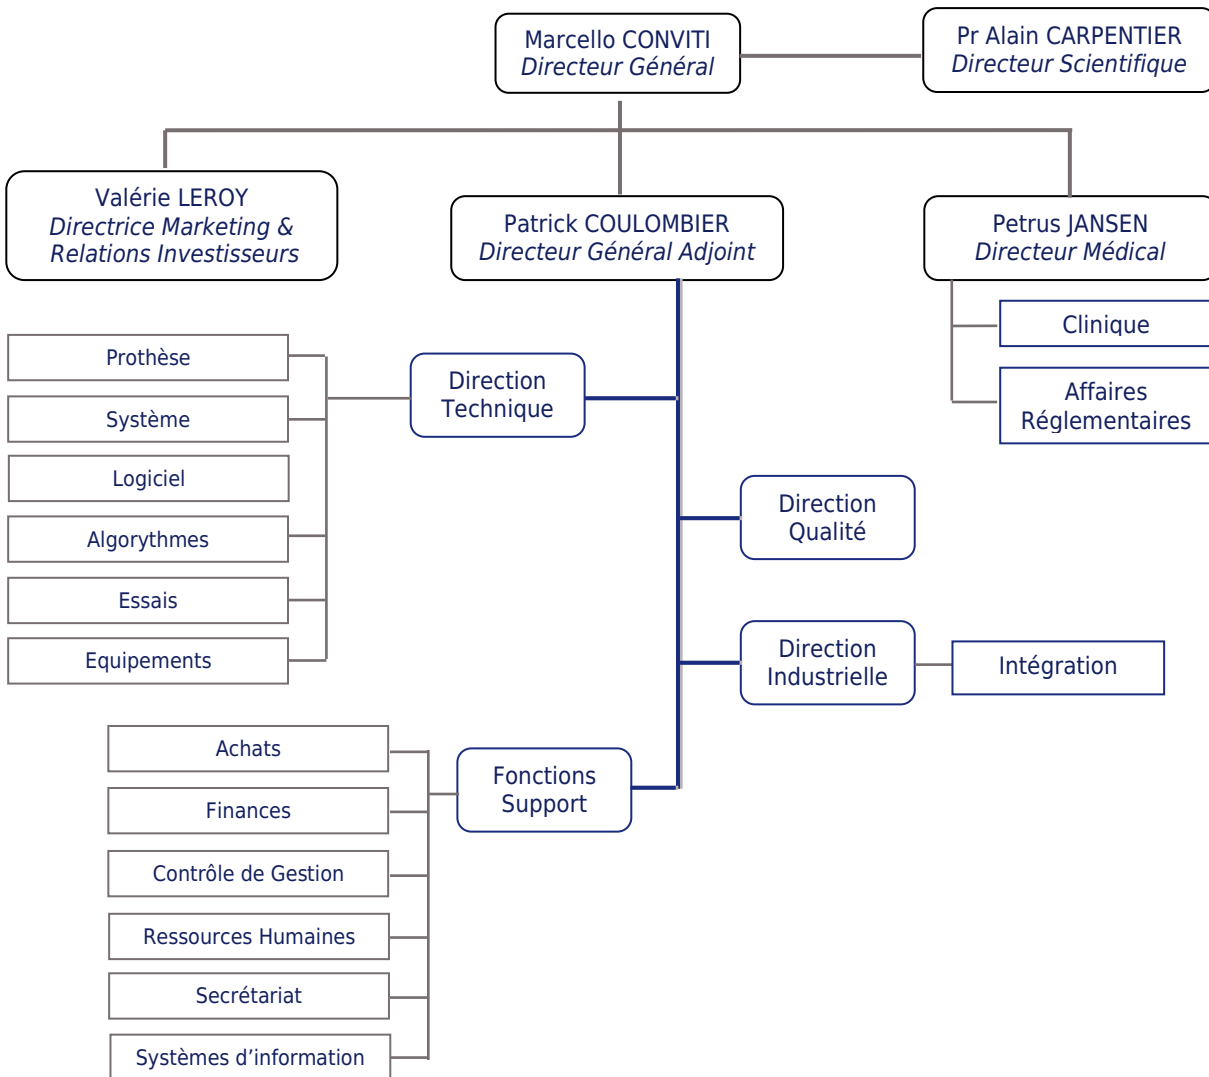 Marcello CONVITI
Directeur Général
Pr Alain CARPENTIER
Directeur Scientifique
Valérie LEROY
Directrice Marketing &
Relations Investisseurs
Patrick COULOMBIER
Directeur Général Adjoint
Petrus JANSEN
Directeur Médical
Clinique
Affaires
Réglementaires
Prothèse
Système
Logiciel
Algorythmes
Essais
Equipements
Direction
Technique
Direction
Qualité
Direction
Industrielle
Intégration
Fonctions
Support
Achats
Finances
Contrôle de Gestion
Ressources Humaines
Secrétariat
Systèmes d’information